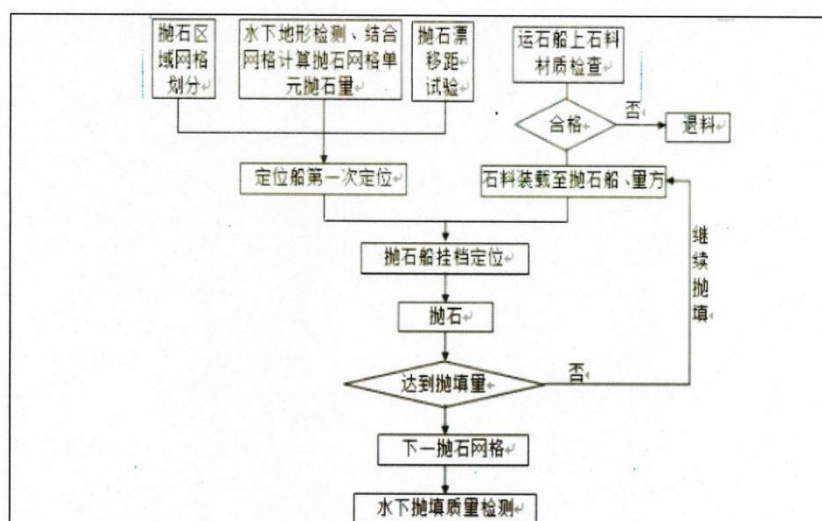 抛石区
域网格
划分
水下地形检测、结合
网格计算抛石网格单
元抛石量
抛石漂
移距
试验
运石船上石料
材质检查
合格
否
退料
定位船第一次定位
石料装载至抛石船、量方
抛石船挂档定位
继续抛填
抛石
达到抛填量
否
下一抛石网格
水下抛填质量检测